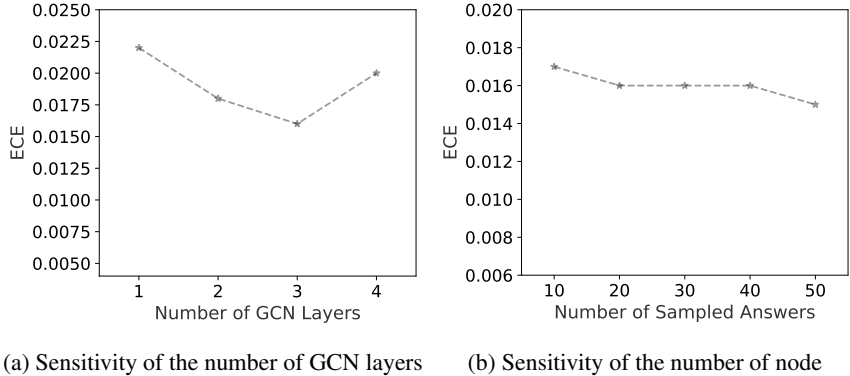 0.0250
0.0225
0.0200
0.0175
0.0150
0.0125
0.0100
0.0075
0.0050
ECE
1 2 3 4
Number of GCN Layers
(a) Sensitivity of the number of GCN layers
0.020
0.018
0.016
0.014
0.012
0.010
0.008
0.006
ECE
10 20 30 40 50
Number of Sampled Answers
(b) Sensitivity of the number of node